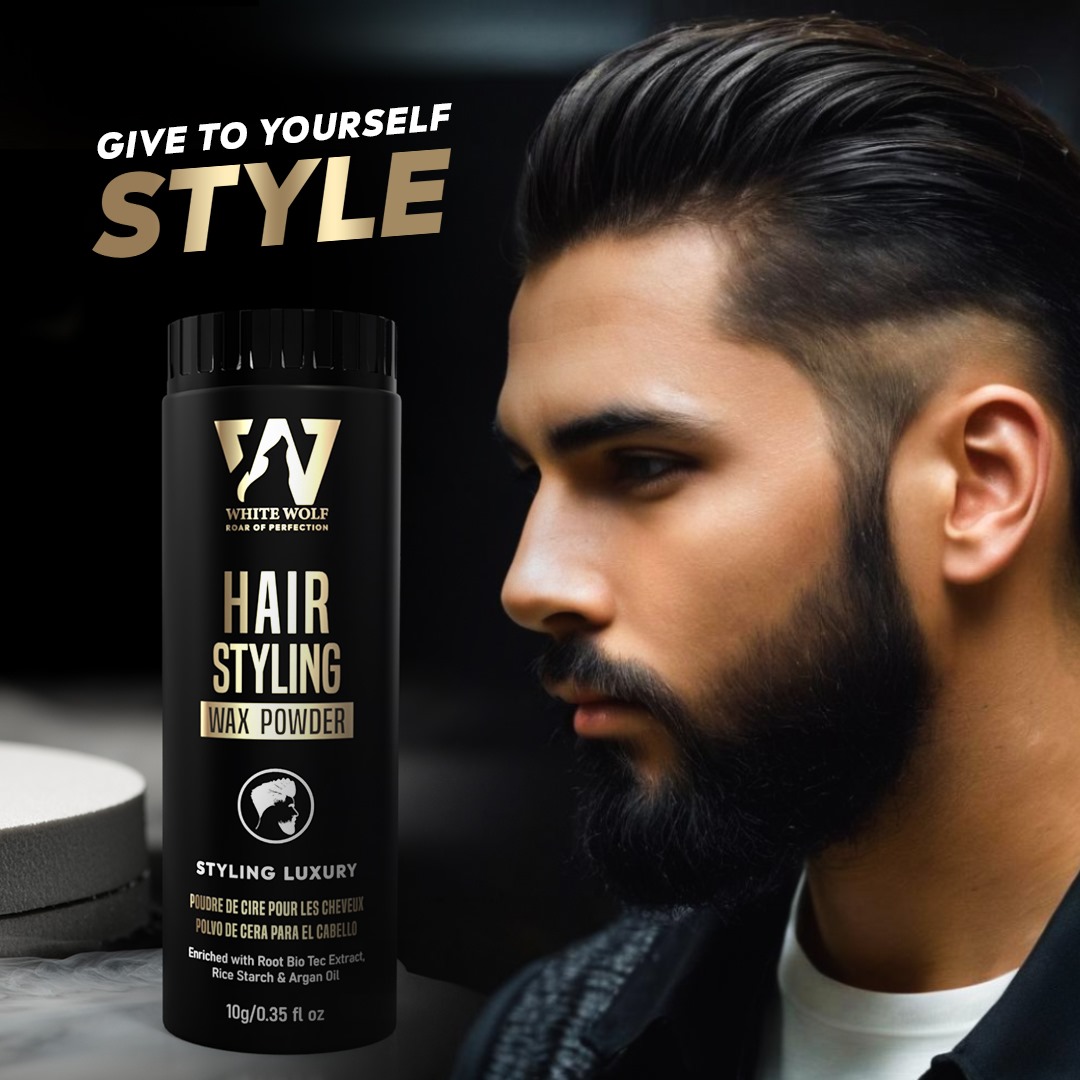 GIVE TO YOURSELF
STYLE
WHITE WOLF
ROAR OF PERFECTION
HAIR
STYLING
WAX POWDER
STYLING LUXURY
POUDRE DE CIRE POUR LES CHEVEUX
POLVO DE CERA PARA EL CABELLO
Enriched with Root Bio Tec Extract,
Rice Starch & Argan Oil
10g/0.35 fl oz